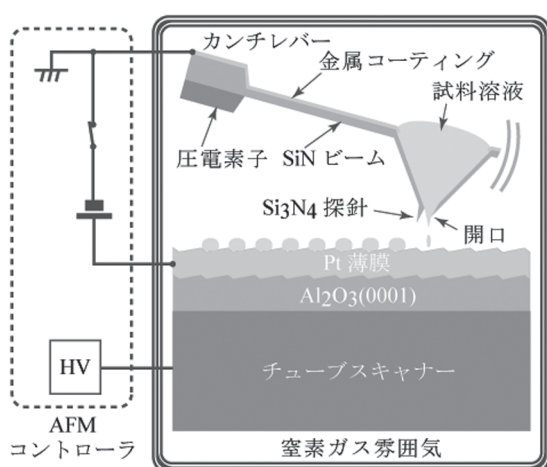 カンチレバー
金属コーティング
試料溶液
圧電素子
SiN ビーム
Si3N4 探針
開口
Pt 薄膜
Al2O3(0001)
HV
チューブスキャナー
AFM
コントローラ
窒素ガス雰囲気